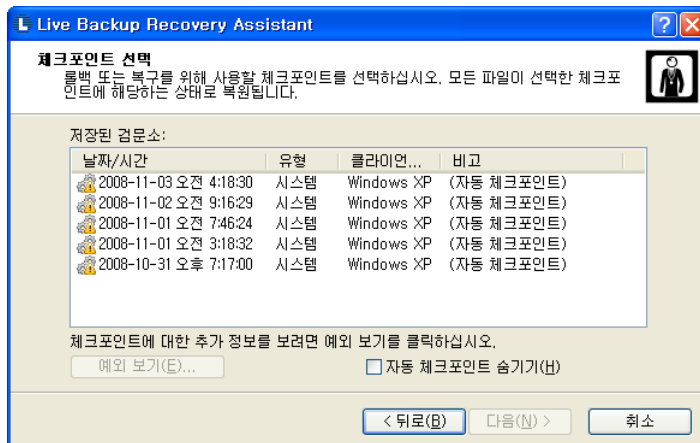 Live Backup Recovery Assistant
체크포인트 선택
롤백 또는 복구를 위해 사용할 체크포인트를 선택하십시오. 모든 파일이 선택한 체크포
인트에 해당하는 상태로 복원됩니다.
저장된 검문소:
날짜/시간 유형 클라이언... 비고
2008-11-03 오전 4:18:30 시스템 Windows XP (자동 체크포인트)
2008-11-02 오전 9:16:29 시스템 Windows XP (자동 체크포인트)
2008-11-01 오전 7:46:24 시스템 Windows XP (자동 체크포인트)
2008-11-01 오전 3:18:32 시스템 Windows XP (자동 체크포인트)
2008-10-31 오후 7:17:00 시스템 Windows XP (자동 체크포인트)
체크포인트에 대한 추가 정보를 보려면 예외 보기를 클릭하십시오.
예외 보기(E)... 자동 체크포인트 숨기기(H)
< 뒤로(B) 다음(N) > 취소